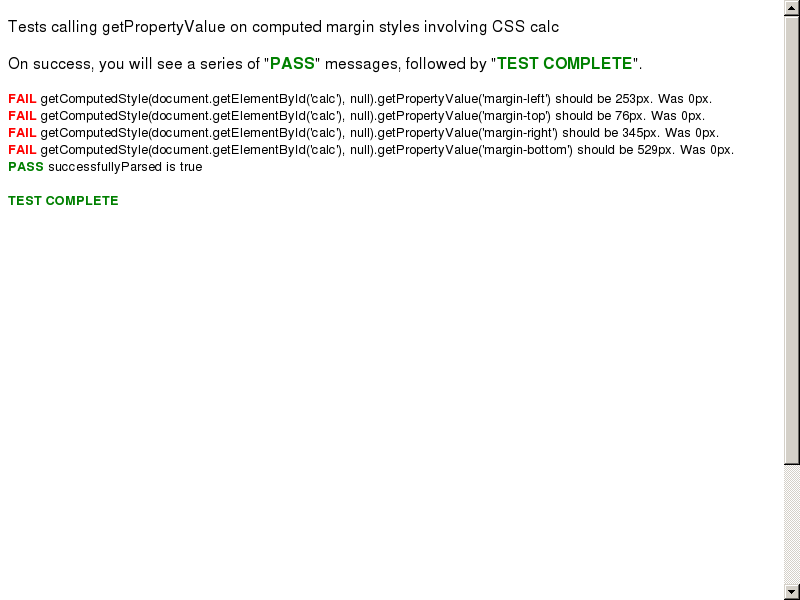 Tests calling getPropertyValue on computed margin styles involving CSS calc
On success, you will see a series of "PASS" messages, followed by "TEST COMPLETE".
FAIL getComputedStyle(document.getElementById('calc'), null).getPropertyValue('margin-left') should be 253px. Was 0px.
FAIL getComputedStyle(document.getElementById('calc'), null).getPropertyValue('margin-top') should be 76px. Was 0px.
FAIL getComputedStyle(document.getElementById('calc'), null).getPropertyValue('margin-right') should be 345px. Was 0px.
FAIL getComputedStyle(document.getElementById('calc'), null).getPropertyValue('margin-bottom') should be 529px. Was 0px.
PASS successfullyParsed is true
TEST COMPLETE